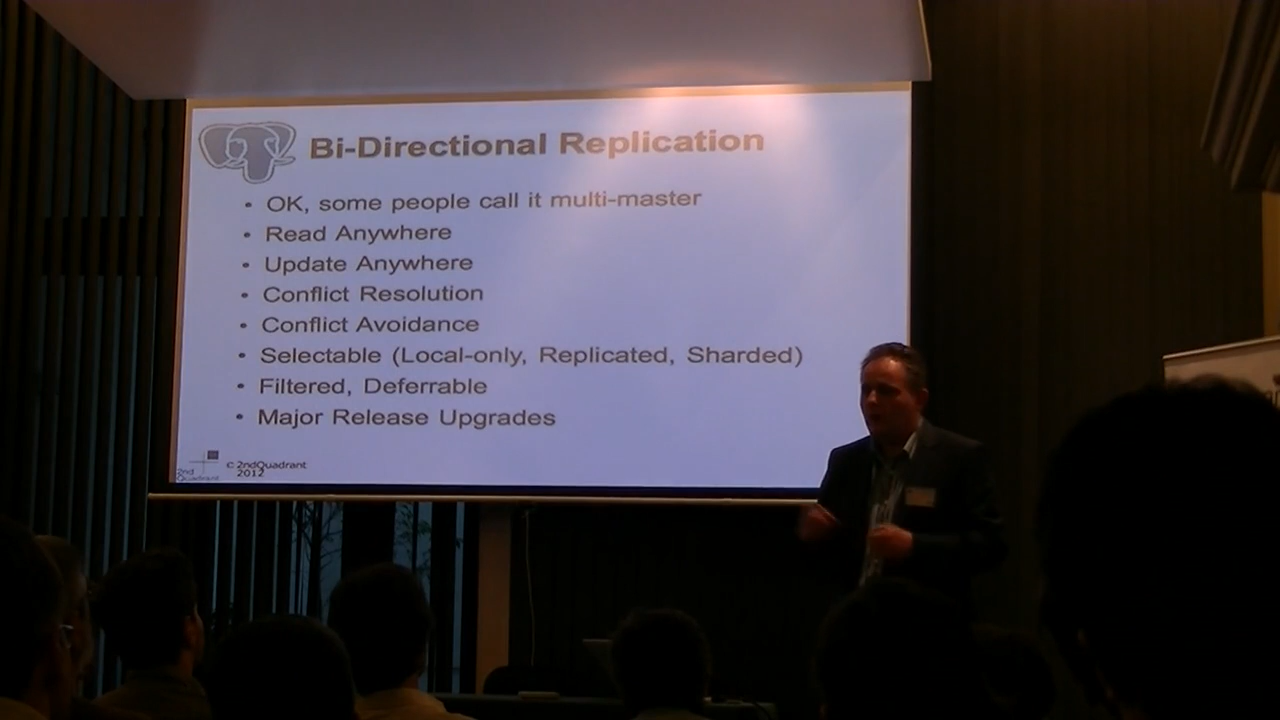 Bi-Directional Replication
• OK, some people call it multi-master
• Read Anywhere
• Update Anywhere
• Conflict Resolution
• Conflict Avoidance
• Selectable (Local-only, Replicated, Sharded)
• Filtered, Deferrable
• Major Release Upgrades
2nd
Quadrant
© 2ndQuadrant
2012